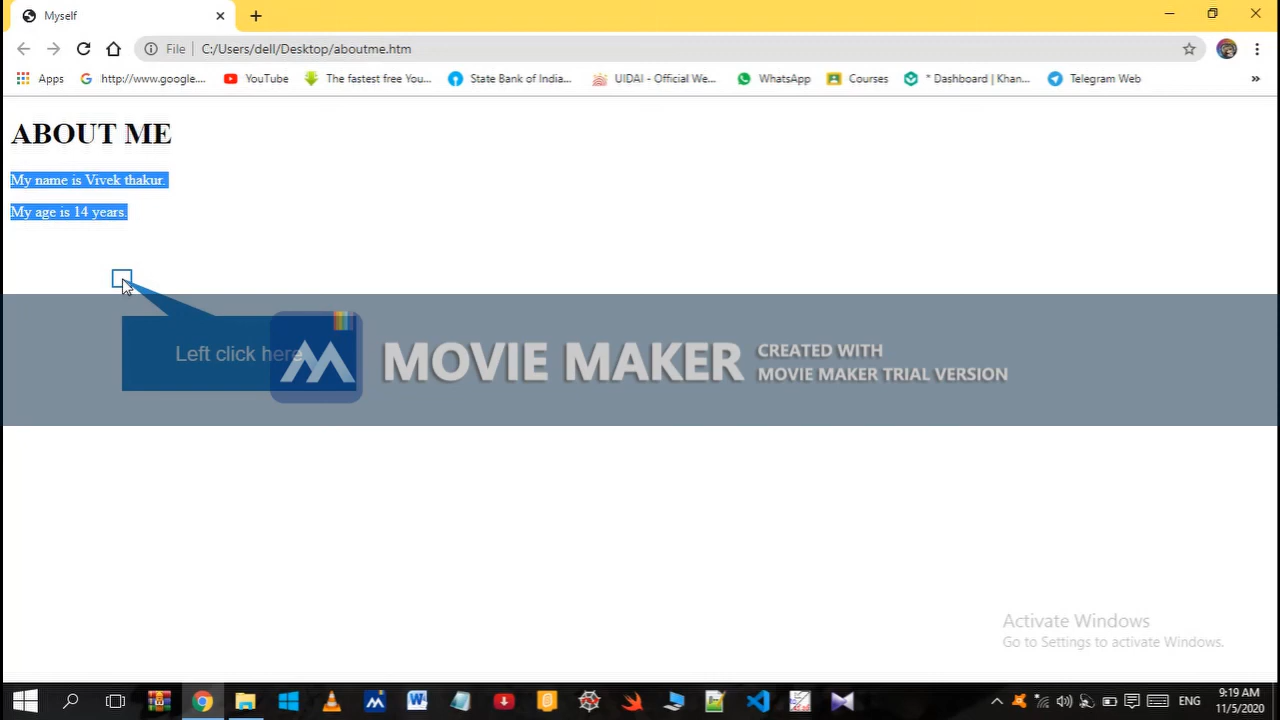 Myself
File
C:/Users/dell/Desktop/aboutme.htm
Apps
http://www.google....
YouTube
The fastest free You...
State Bank of India...
UIDAI - Official We...
WhatsApp
Courses
* Dashboard | Khan...
Telegram Web
»
ABOUT ME
My name is Vivek thakur.
My age is 14 years.
Left click here
MOVIE MAKER
CREATED WITH
MOVIE MAKER TRIAL VERSION
Activate Windows
Go to Settings to activate Windows.
ENG
9:19 AM
11/5/2020